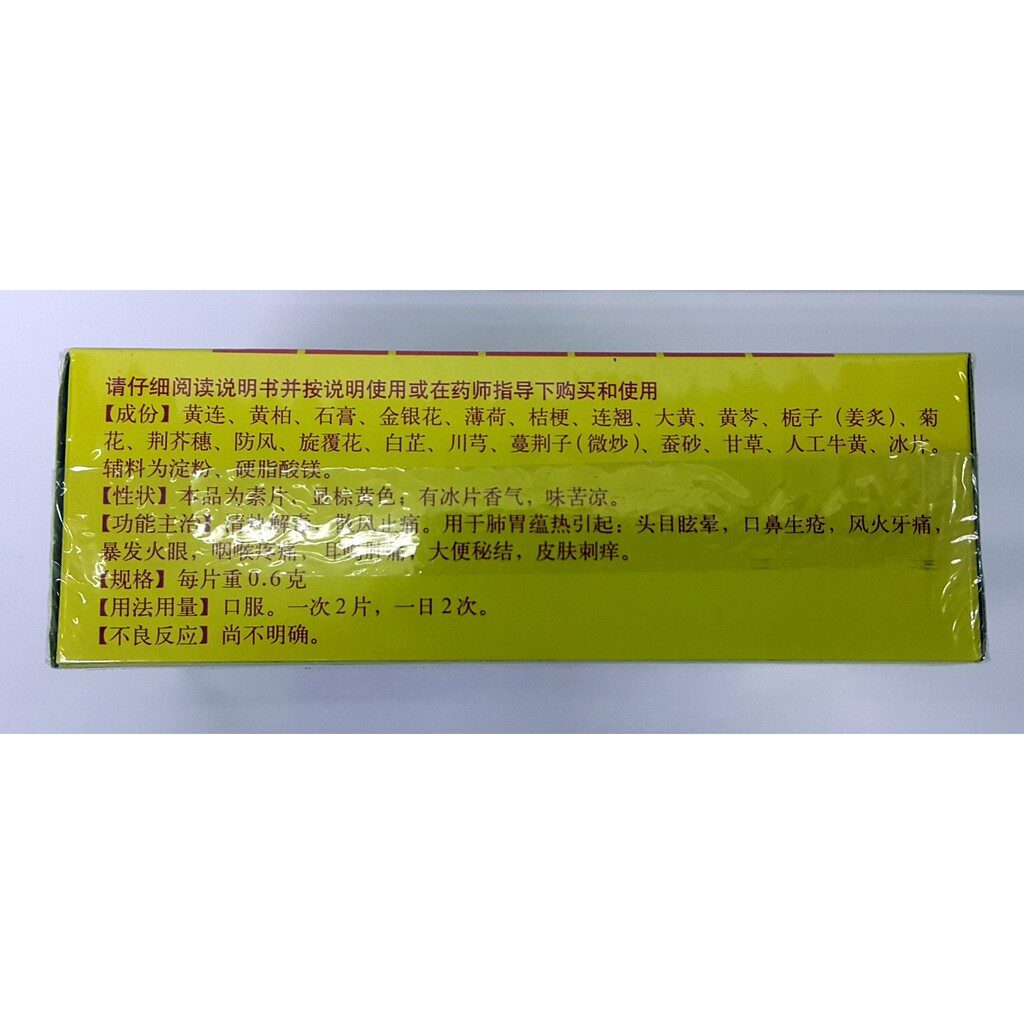 请仔细阅读说明书并按说明使用或在药师指导下购买和使用
【成份】黄连、黄柏、石膏、金银花、薄荷、桔梗、连翘、大黄、黄芩、栀子（姜炙）、菊
花、荆芥穗、防风、旋覆花、白芷、川芎、蔓荆子（微炒）、蚕砂、甘草、人工牛黄、冰片。
辅料为淀粉、硬脂酸镁。
【性状】本品为素片，显棕黄色；有冰片香气，味苦凉。
【功能主治】清热解毒，散风止痛。用于肺胃蕴热引起：头目眩晕，口鼻生疮，风火牙痛，
暴发火眼，咽喉疼痛，耳鸣肿痛，大便秘结，皮肤刺痒。
【规格】每片重0.6克
【用法用量】口服。一次2片，一日2次。
【不良反应】尚不明确。